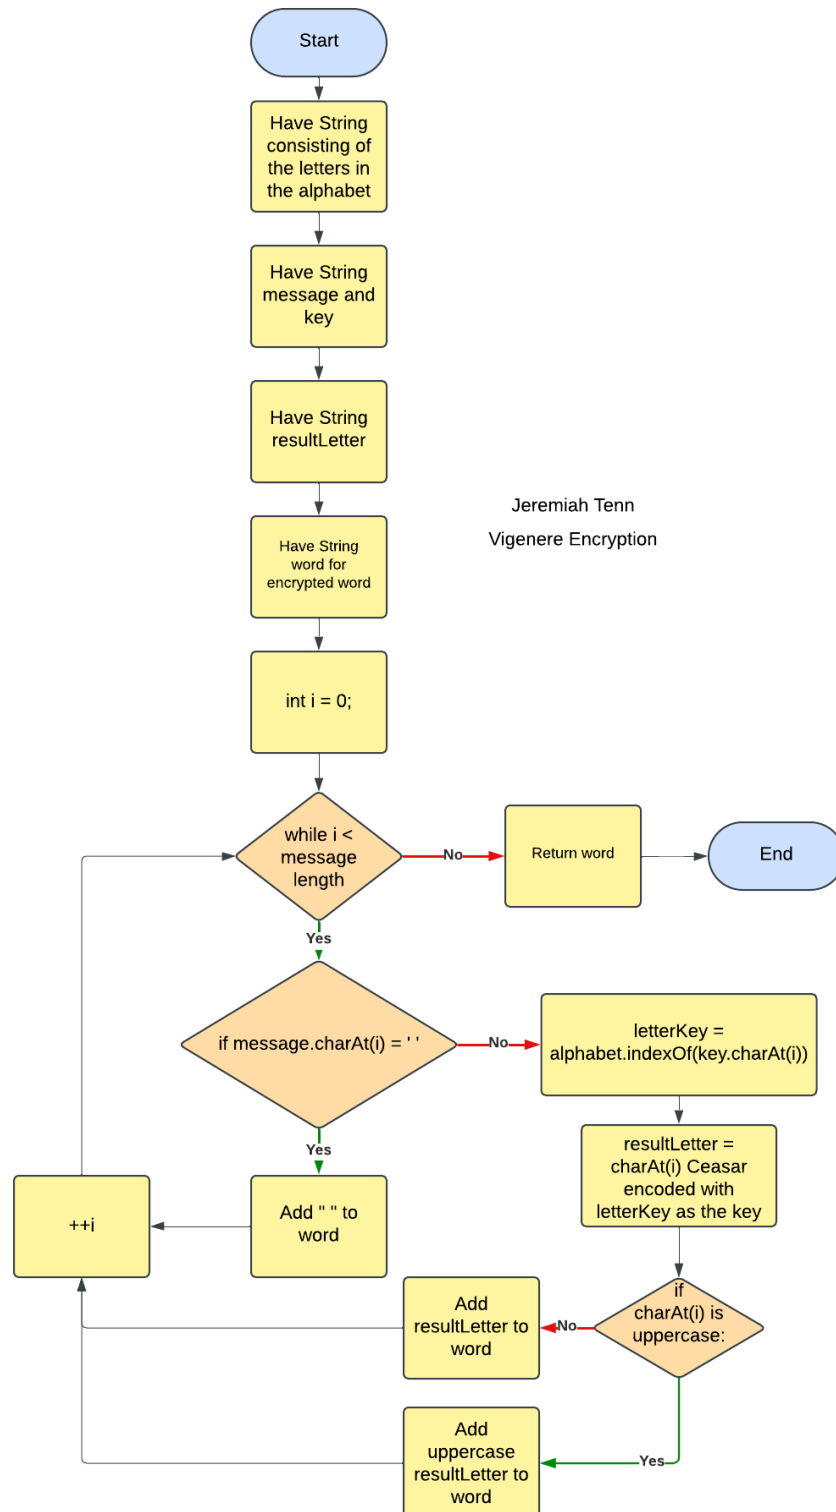 Start
Have String
consisting of
the letters in
the alphabet
Have String
message and
key
Have String
resultLetter
Jeremiah Tenn
Vigenere Encryption
Have String
word for
encrypted word
int i = 0;
while i <
message
length
No
Return word
End
Yes
if message.charAt(i) = ' '
No
letterKey =
alphabet.indexOf(key.charAt(i))
Yes
resultLetter =
charAt(i) Ceasar
encoded with
letterKey as the key
++i
Add " " to
word
if
charAt(i) is
uppercase:
No
Add
resultLetter to
word
Yes
Add
uppercase
resultLetter to
word